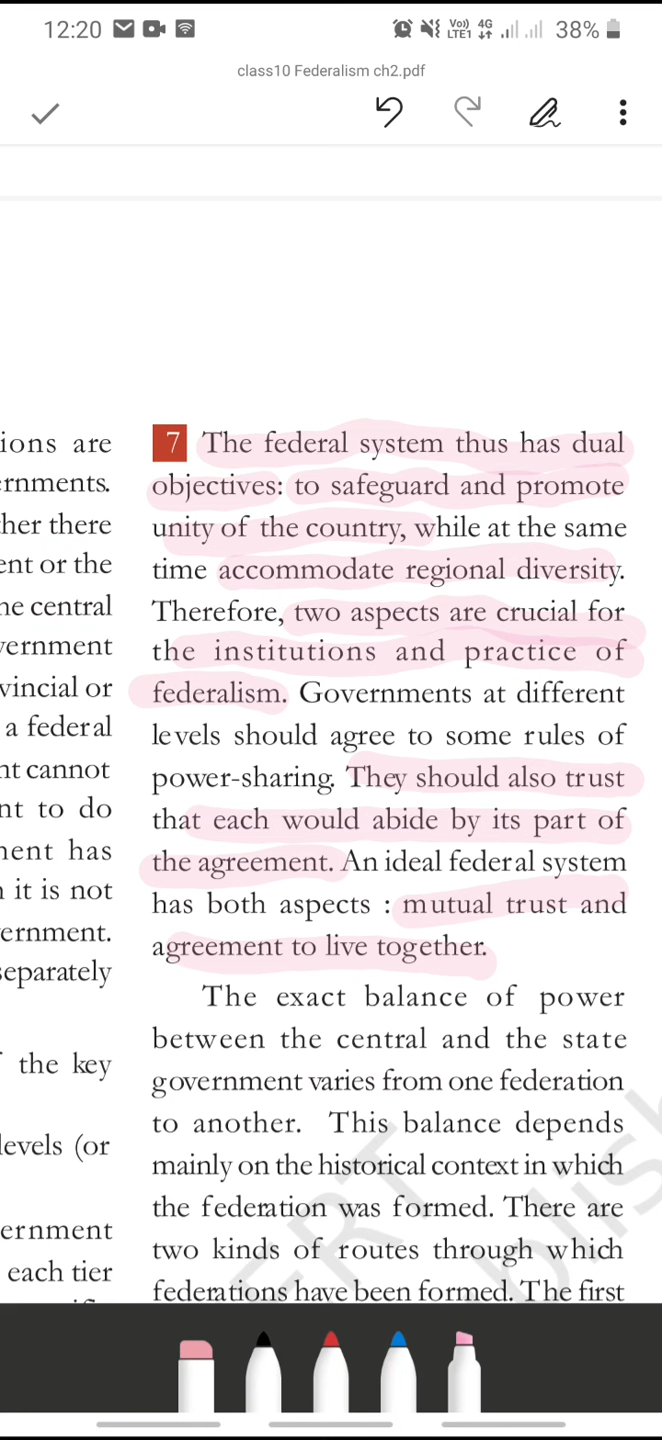 12:20
Vo)) 4G
LTE1
38%
class10 Federalism ch2.pdf
ions are
ernments.
ther there
ent or the
he central
vernment
vincial or
a federal
nt cannot
nt to do
nent has
it is not
ernment.
separately
the key
levels (or
ernment
each tier
7 The federal system thus has dual
objectives: to safeguard and promote
unity of the country, while at the same
time accommodate regional diversity.
Therefore, two aspects are crucial for
the institutions and practice of
federalism. Governments at different
levels should agree to some rules of
power-sharing. They should also trust
that each would abide by its part of
the agreement. An ideal federal system
has both aspects : mutual trust and
agreement to live together.
The exact balance of power
between the central and the state
government varies from one federation
to another. This balance depends
mainly on the historical context in which
the federation was formed. There are
two kinds of routes through which
federations have been formed. The first